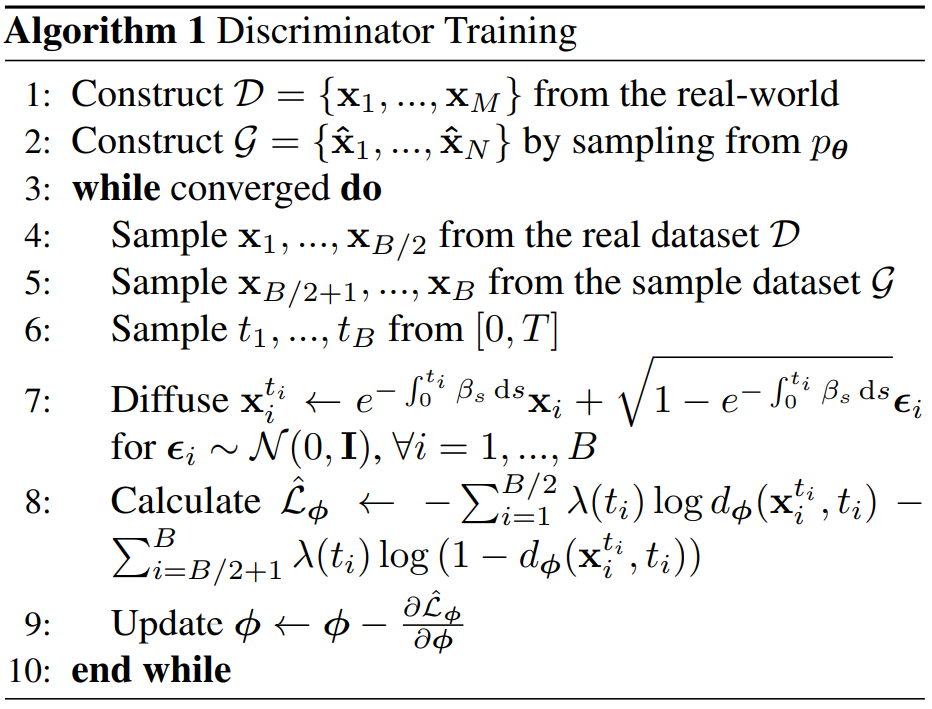 Algorithm 1 Discriminator Training
1: Construct $\mathcal{D} = \{\mathbf{x}_1, ..., \mathbf{x}_M\}$ from the real-world
2: Construct $\mathcal{G} = \{\hat{\mathbf{x}}_1, ..., \hat{\mathbf{x}}_N\}$ by sampling from $p_{\boldsymbol{\theta}}$
3: while converged do
4: Sample $\mathbf{x}_1, ..., \mathbf{x}_{B/2}$ from the real dataset $\mathcal{D}$
5: Sample $\mathbf{x}_{B/2+1}, ..., \mathbf{x}_B$ from the sample dataset $\mathcal{G}$
6: Sample $t_1, ..., t_B$ from $[0, T]$
7: Diffuse $\mathbf{x}_i^{t_i} \leftarrow e^{-\int_0^{t_i} \beta_s \, \mathrm{d}s} \mathbf{x}_i + \sqrt{1 - e^{-\int_0^{t_i} \beta_s \, \mathrm{d}s}} \boldsymbol{\epsilon}_i$
for $\boldsymbol{\epsilon}_i \sim \mathcal{N}(0, \mathbf{I}), \forall i = 1, ..., B$
8: Calculate $\hat{\mathcal{L}}_{\boldsymbol{\phi}} \leftarrow -\sum_{i=1}^{B/2} \lambda(t_i) \log d_{\boldsymbol{\phi}}(\mathbf{x}_i^{t_i}, t_i) -$
$\sum_{i=B/2+1}^{B} \lambda(t_i) \log (1 - d_{\boldsymbol{\phi}}(\mathbf{x}_i^{t_i}, t_i))$
9: Update $\boldsymbol{\phi} \leftarrow \boldsymbol{\phi} - \frac{\partial \hat{\mathcal{L}}_{\boldsymbol{\phi}}}{\partial \boldsymbol{\phi}}$
10: end while